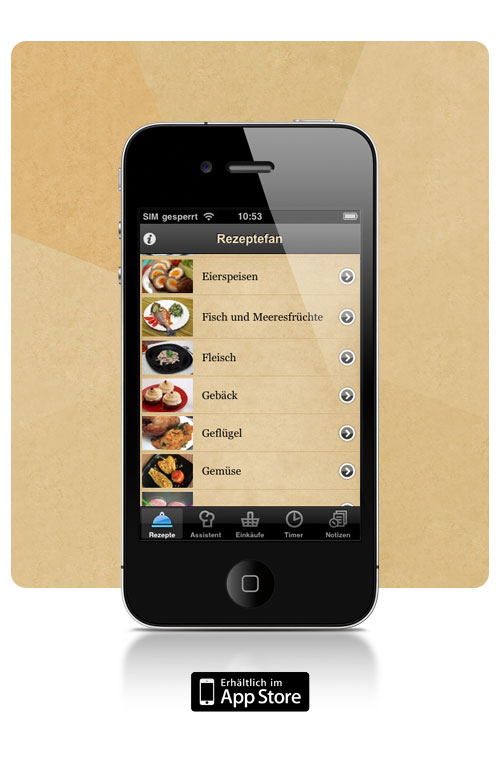 SIM gesperrt 10:53
i
Rezeptefan
Eierspeisen
Fisch und Meeresfrüchte
Fleisch
Gebäck
Geflügel
Gemüse
Rezepte Assistent Einkäufe Timer Notizen
Erhältlich im
App Store